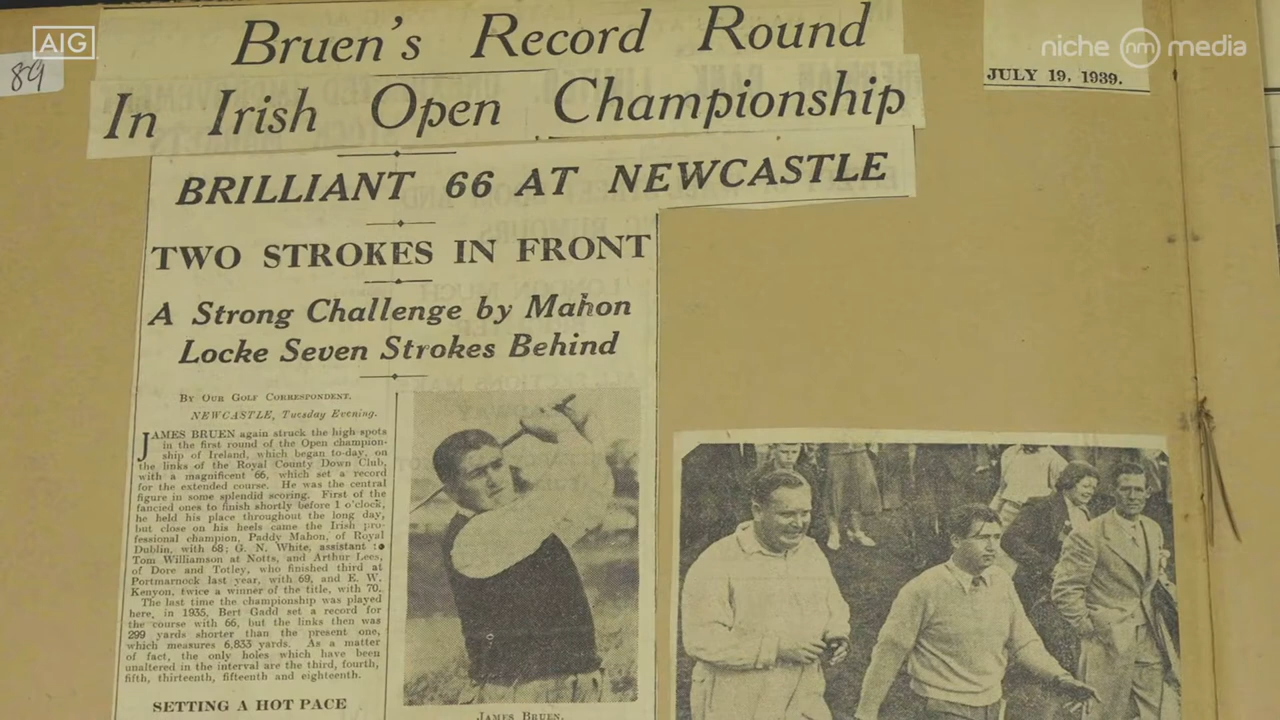 AIG
89
niche nm media
JULY 19, 1939.
Bruen's Record Round
In Irish Open Championship
BRILLIANT 66 AT NEWCASTLE
TWO STROKES IN FRONT
A Strong Challenge by Mahon
Locke Seven Strokes Behind
BY OUR GOLF CORRESPONDENT.
NEWCASTLE, Tuesday Evening.
JAMES BRUEN again struck the high spots
in the first round of the Open champion-
ship of Ireland, which began to-day, on
the links of the Royal County Down Club,
with a magnificent 66, which set a record
for the extended course. He was the central
figure in some splendid scoring. First of the
fancied ones to finish shortly before 1 o'clock,
he held his place throughout the long day,
but close on his heels came the Irish pro-
fessional champion, Paddy Mahon, of Royal
Dublin, with 68; G. N. White, assistant to
Tom Williamson at Notts, and Arthur Lees,
of Dore and Totley, who finished third at
Portmarnock last year, with 69, and E. W.
Kenyon, twice a winner of the title, with 70.
The last time the championship was played
here, in 1935, Bert Gadd set a record for
the course with 66, but the links then was
299 yards shorter than the present one,
which measures 6,833 yards. As a matter
of fact, the only holes which have been
unaltered in the interval are the third, fourth,
fifth, thirteenth, fifteenth and eighteenth.
SETTING A HOT PACE
JAMES BRUEN.